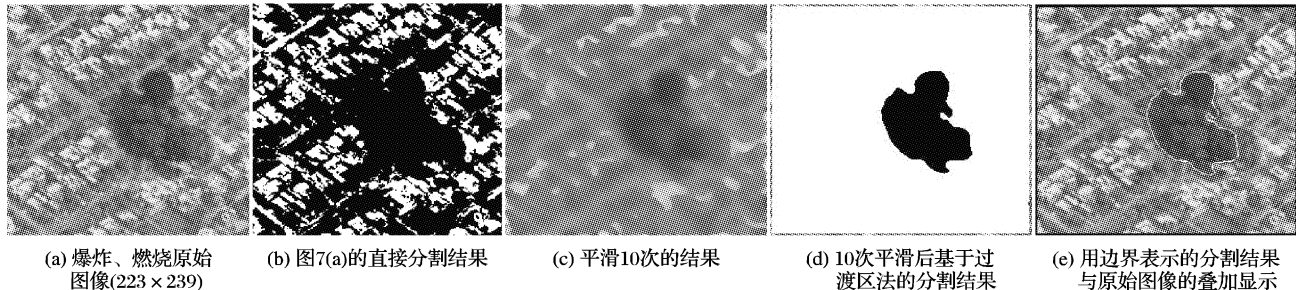 (a) 爆炸、燃烧原始
图像(223×239)
(b) 图7(a)的直接分割结果
(c) 平滑10次的结果
(d) 10次平滑后基于过
渡区法的分割结果
(e) 用边界表示的分割结果
与原始图像的叠加显示